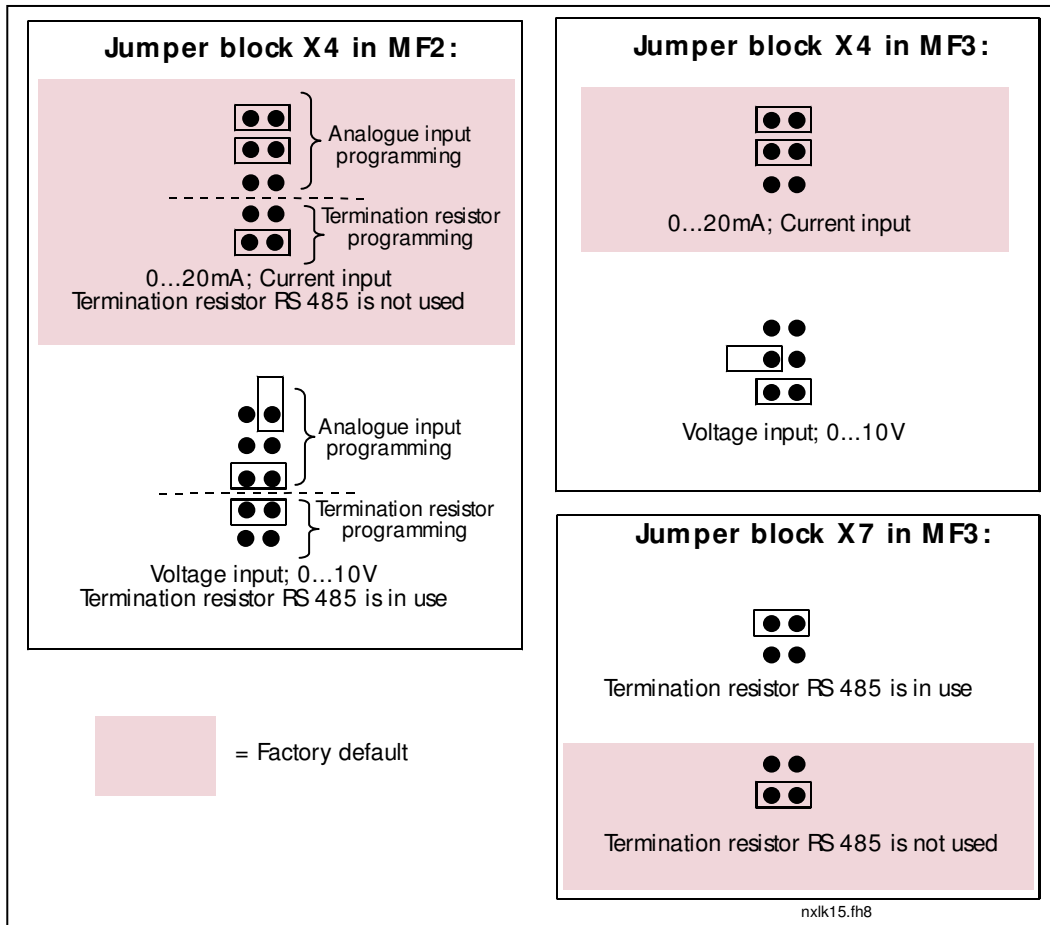 Jumper block X4 in MF2:
Analogue input
programming
Termination resistor
programming
0...20mA; Current input
Termination resistor RS 485 is not used
Analogue input
programming
Termination resistor
programming
Voltage input; 0...10V
Termination resistor RS 485 is in use
= Factory default
Jumper block X4 in MF3:
0...20mA; Current input
Voltage input; 0...10V
Jumper block X7 in MF3:
Termination resistor RS 485 is in use
Termination resistor RS 485 is not used
nxlk15.fh8